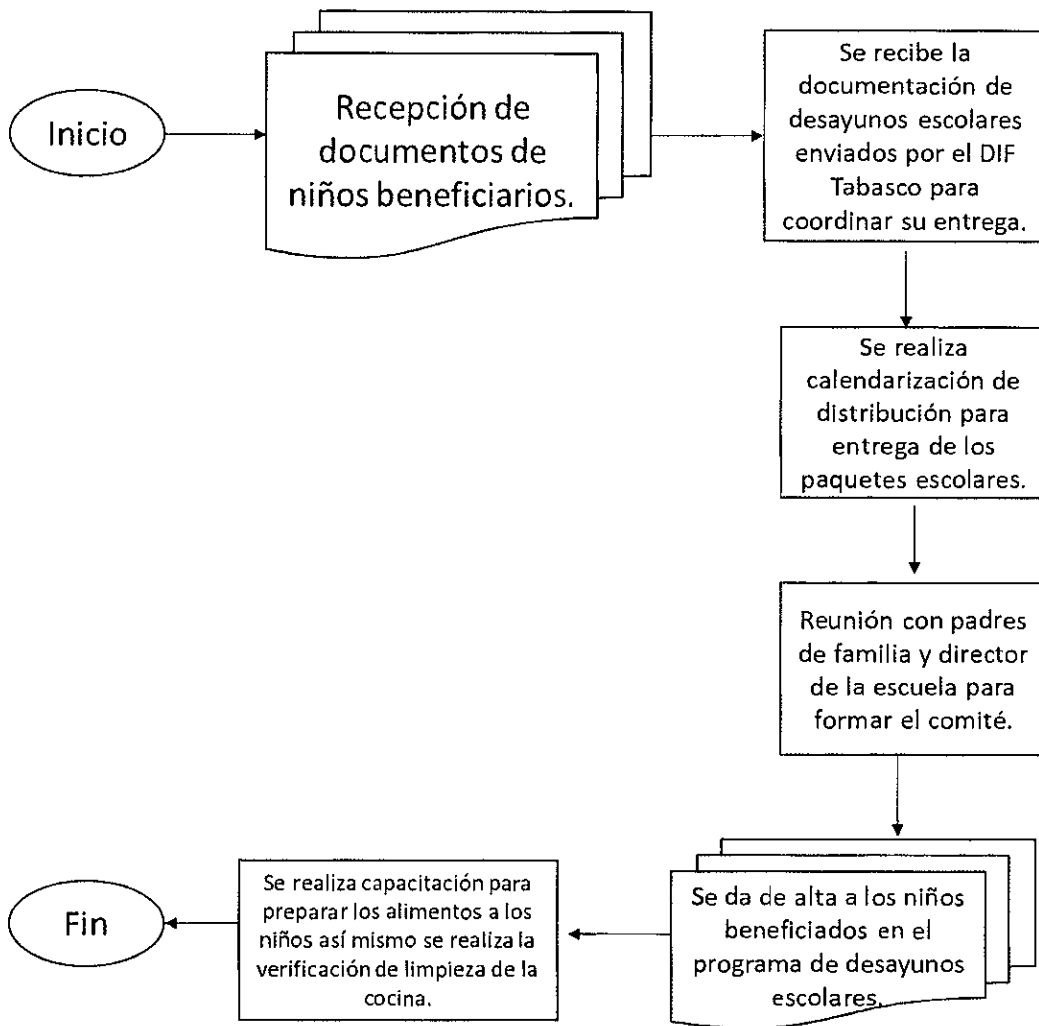 Inicio
Recepción de
documentos de
niños beneficiarios.
Se recibe la
documentación de
desayunos escolares
enviados por el DIF
Tabasco para
coordinar su entrega.
Se realiza
calendarización de
distribución para
entrega de los
paquetes escolares.
Reunión con padres
de familia y director
de la escuela para
formar el comité.
Se da de alta a los niños
beneficiados en el
programa de desayunos
escolares.
Se realiza capacitación para
preparar los alimentos a los
niños así mismo se realiza la
verificación de limpieza de la
cocina.
Fin